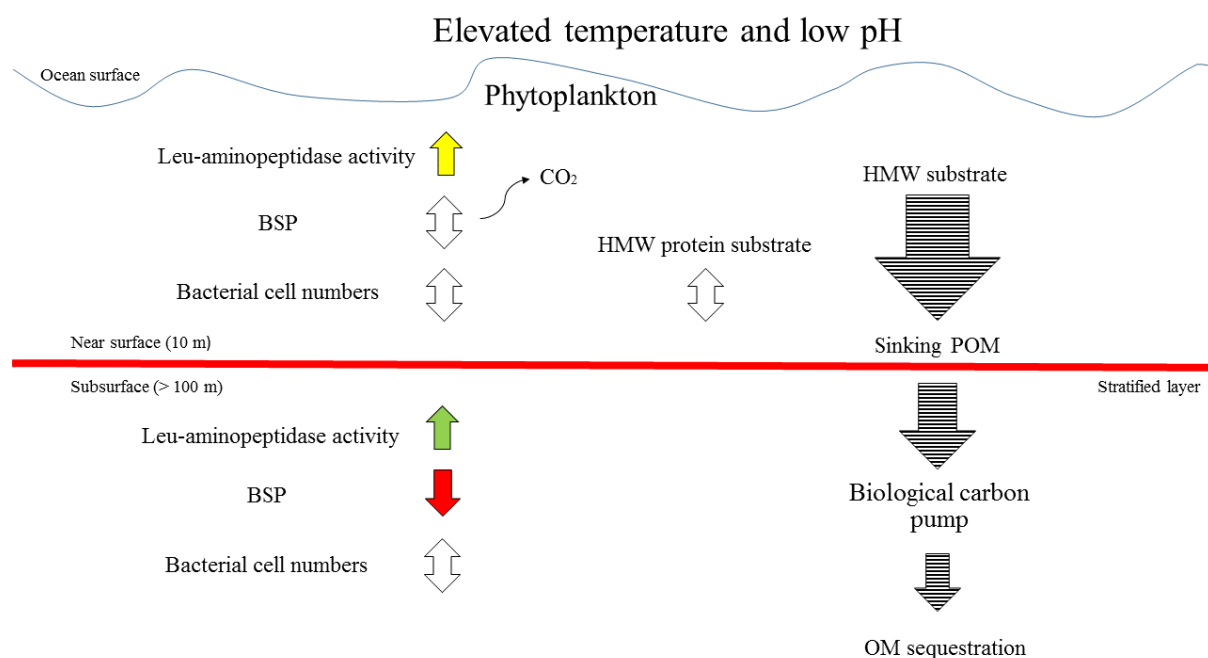 Elevated temperature and low pH
Ocean surface
Phytoplankton
Leu-aminopeptidase activity
CO₂
HMW substrate
BSP
HMW protein substrate
Bacterial cell numbers
Near surface (10 m)
Sinking POM
Subsurface (> 100 m)
Stratified layer
Leu-aminopeptidase activity
BSP
Biological carbon
pump
Bacterial cell numbers
OM sequestration